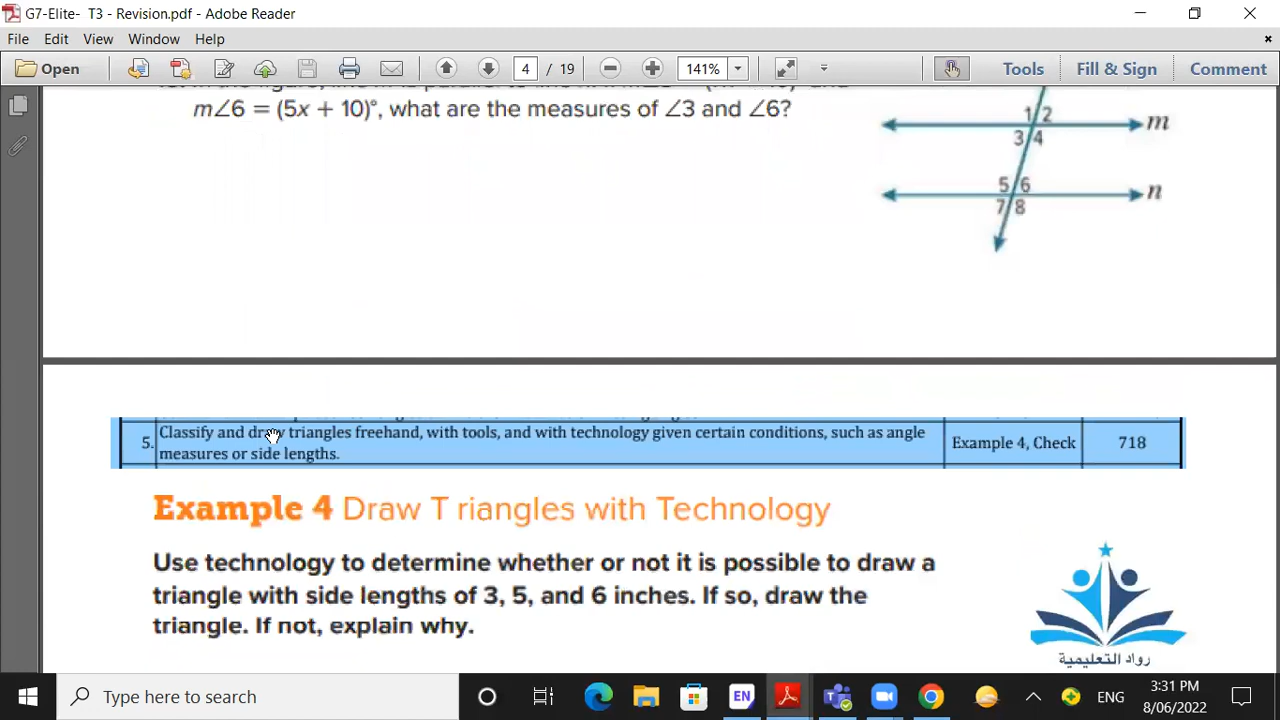 G7-Elite- T3 - Revision.pdf - Adobe Reader
File Edit View Window Help
Open 4 / 19 141% Tools Fill & Sign Comment
m∠6 = (5x + 10)°, what are the measures of ∠3 and ∠6?
1 2 m
3 4
5 6 n
7 8
5. Classify and draw triangles freehand, with tools, and with technology given certain conditions, such as angle
measures or side lengths.
Example 4, Check 718
Example 4 Draw T riangles with Technology
Use technology to determine whether or not it is possible to draw a
triangle with side lengths of 3, 5, and 6 inches. If so, draw the
triangle. If not, explain why.
رواد التعليمية
Type here to search
EN
ENG
3:31 PM
8/06/2022